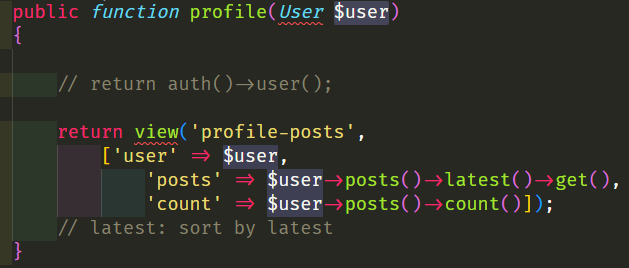 public function profile(User $user)
{
// return auth()->user();
return view('profile-posts',
['user' => $user,
'posts' => $user->posts()->latest()->get(),
'count' => $user->posts()->count()]);
// latest: sort by latest
}